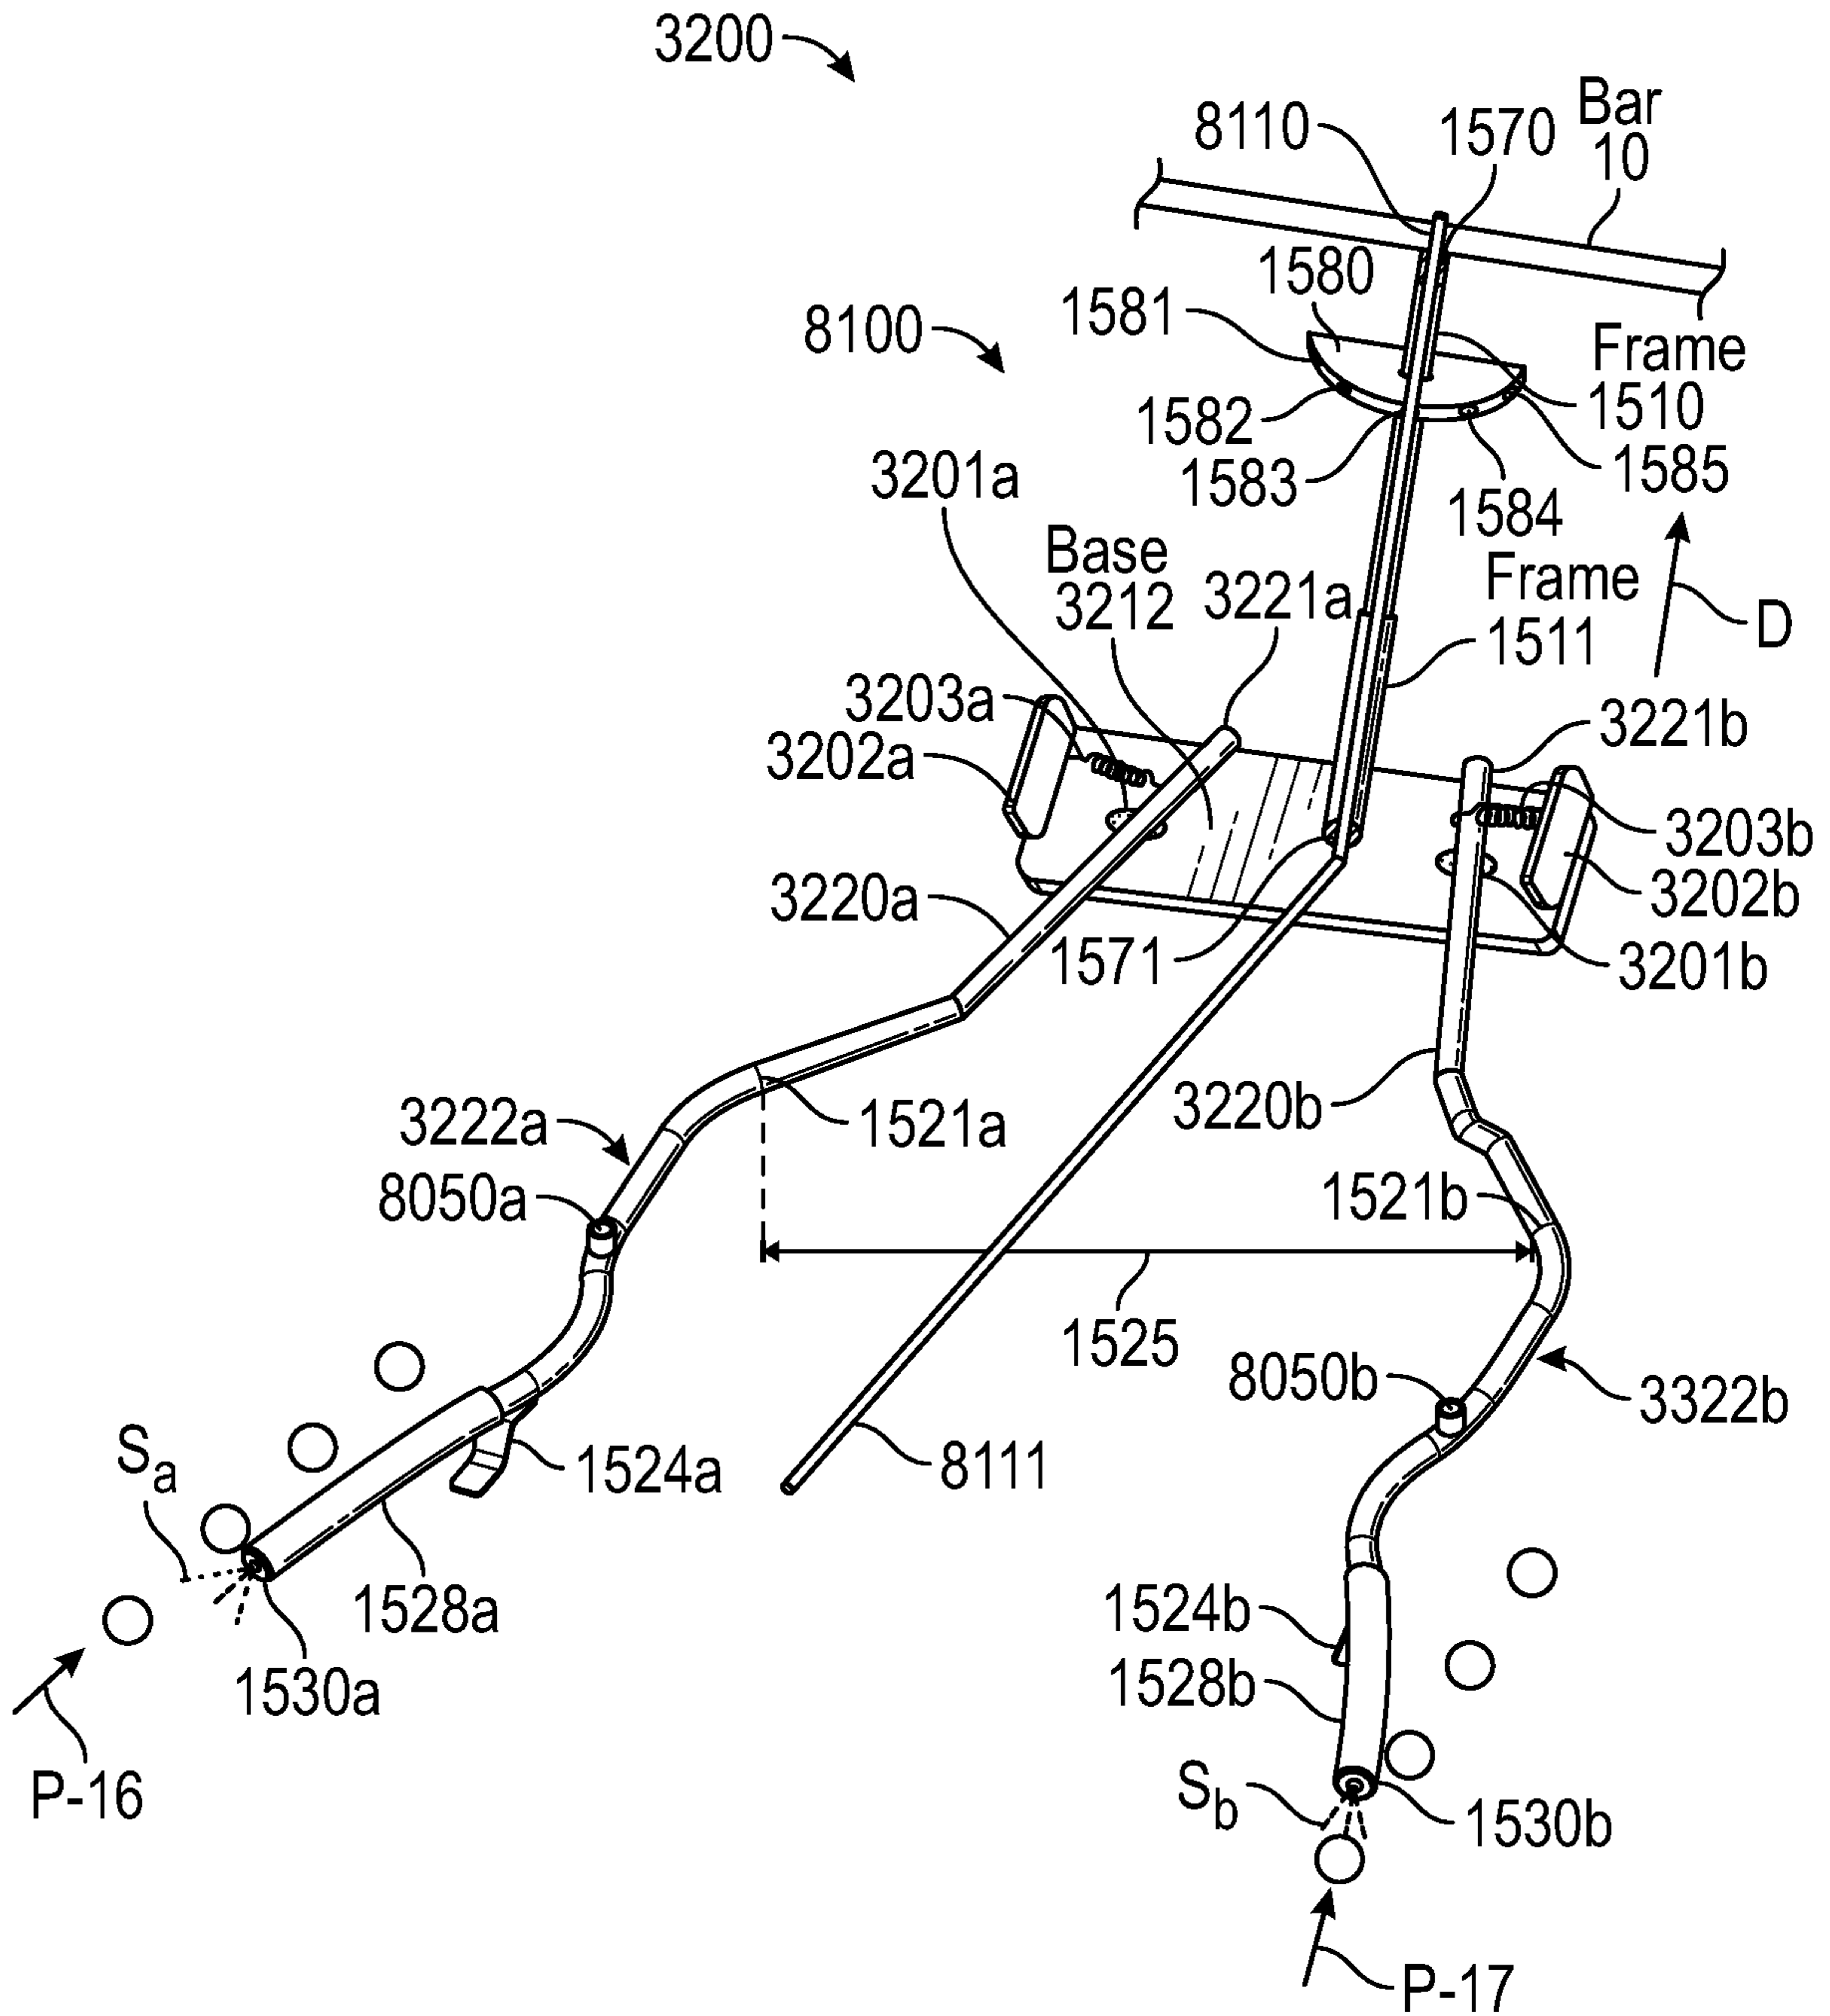 3200
8110
1570
Bar
10
1580
1581
8100
Frame
1510
1582
1583
1585
1584
3201a
Base
3212
3221a
Frame
1511
D
3203a
3202a
3221b
3203b
3202b
3220a
1571
3201b
3220b
1521a
3222a
8050a
1521b
1525
8050b
3322b
Sa
1524a
8111
1528a
1524b
1530a
1528b
P-16
Sb
1530b
P-17